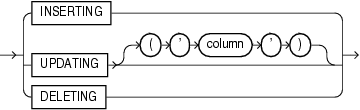 INSERTING
UPDATING ( ' column ' )
DELETING